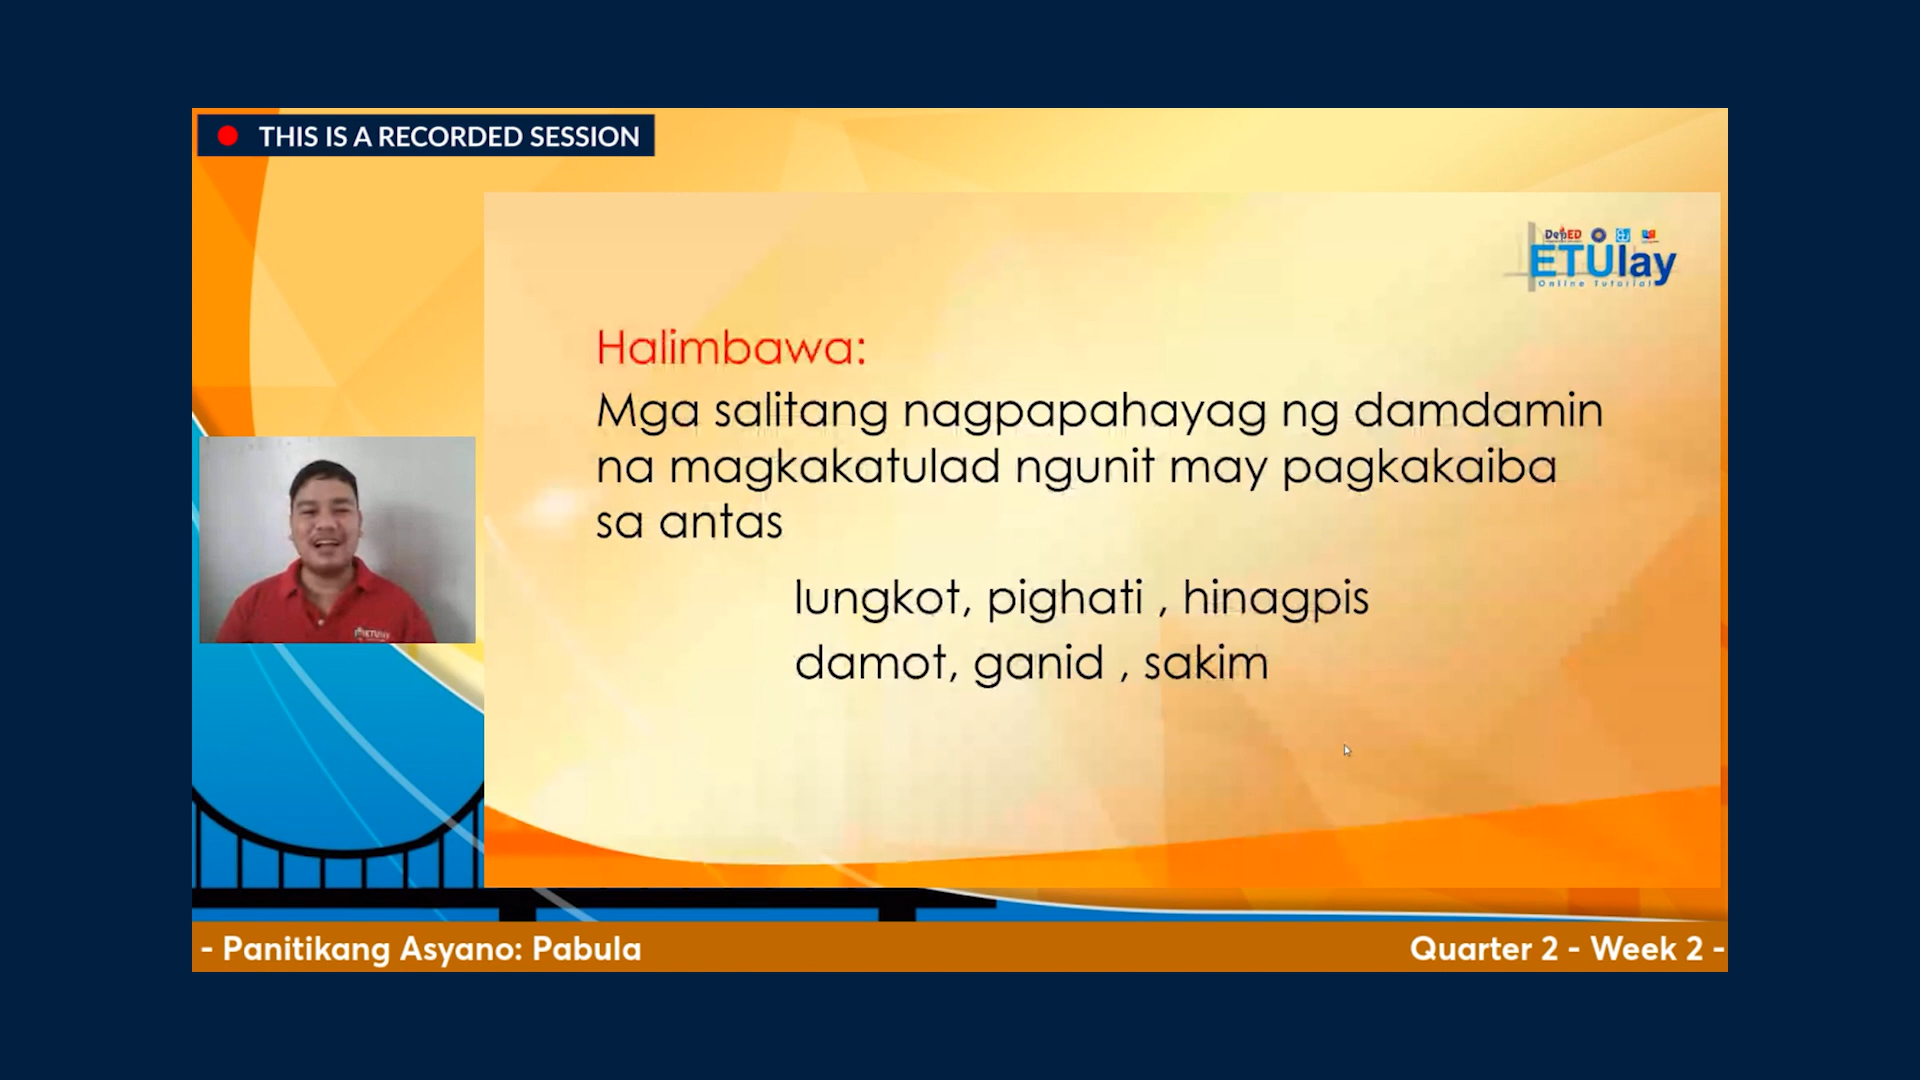 THIS IS A RECORDED SESSION
DepED
ETUlay
Online Tutorial
Halimbawa:
Mga salitang nagpapahayag ng damdamin
na magkakatulad ngunit may pagkakaiba
sa antas
lungkot, pighati , hinagpis
damot, ganid , sakim
ETUlay
- Panitikang Asyano: Pabula
Quarter 2 - Week 2 -